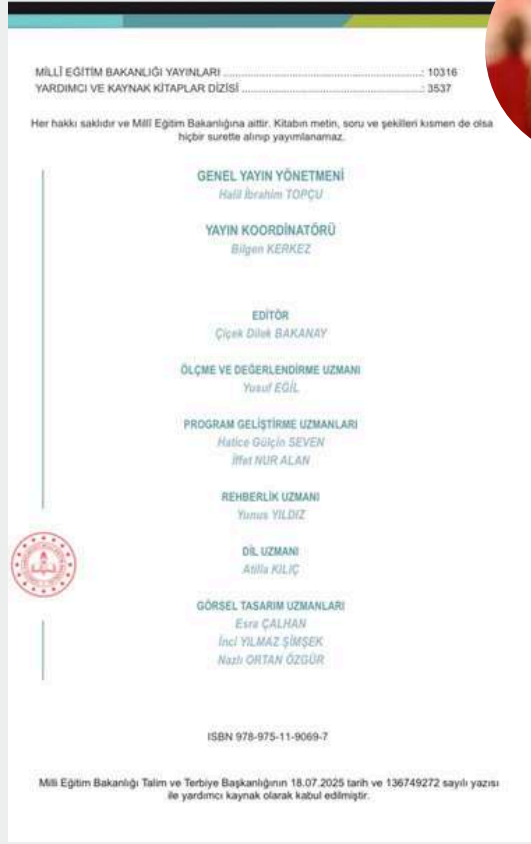 MİLLÎ EĞİTİM BAKANLIĞI YAYINLARI ........................................................: 10316
YARDIMCI VE KAYNAK KİTAPLAR DİZİSİ ...................................................: 3537
Her hakkı saklıdır ve Millî Eğitim Bakanlığına aittir. Kitabın metin, soru ve şekilleri kısmen de olsa
hiçbir surette alınıp yayımlanamaz.
GENEL YAYIN YÖNETMENİ
Halil İbrahim TOPÇU
YAYIN KOORDİNATÖRÜ
Bilgen KERKEZ
EDİTÖR
Çiçek Dilek BAKANAY
ÖLÇME VE DEĞERLENDİRME UZMANI
Yusuf EĞİL
PROGRAM GELİŞTİRME UZMANLARI
Hatice Gülçin SEVEN
İffet NUR ALAN
REHBERLİK UZMANI
Yunus YILDIZ
DİL UZMANI
Atilla KILIÇ
GÖRSEL TASARIM UZMANLARI
Esra ÇALHAN
İnci YILMAZ ŞİMŞEK
Nazlı ORTAN ÖZGÜR
ISBN 978-975-11-9069-7
Milli Eğitim Bakanlığı Talim ve Terbiye Başkanlığının 18.07.2025 tarih ve 136749272 sayılı yazısı
ile yardımcı kaynak olarak kabul edilmiştir.